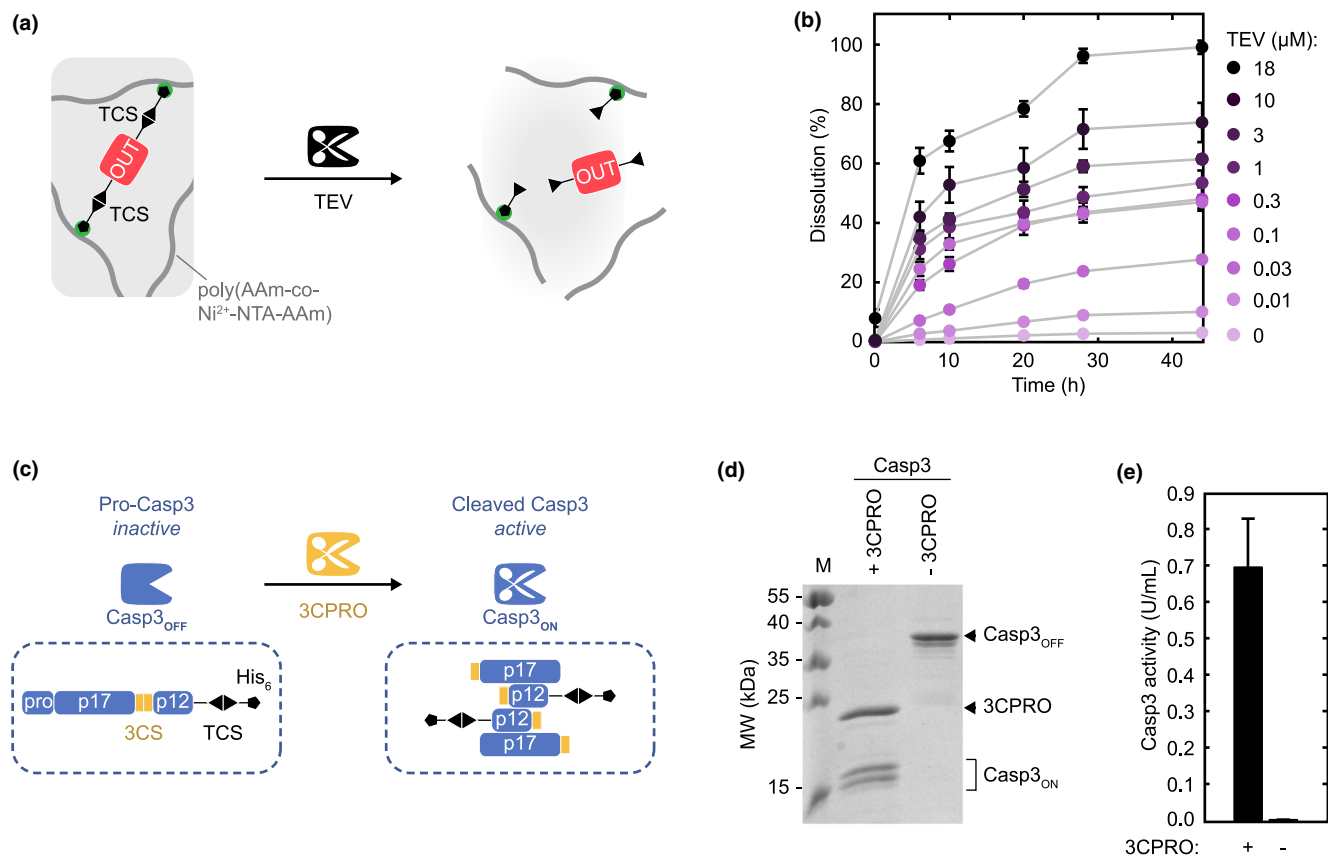 (a)
TCS
OUT
TCS
TEV
OUT
poly(AAm-co-
Ni²⁺-NTA-AAm)
(b)
Dissolution (%)
100
80
60
40
20
0
0 10 20 30 40
Time (h)
TEV (µM):
18
10
3
1
0.3
0.1
0.03
0.01
0
(c)
Pro-Casp3
inactive
Casp3OFF
3CPRO
Cleaved Casp3
active
Casp3ON
pro p17 p12
His6
3CS
TCS
p17
p12
p12
p17
(d)
Casp3
M + 3CPRO - 3CPRO
MW (kDa)
55
40
35
25
15
Casp3OFF
3CPRO
Casp3ON
(e)
Casp3 activity (U/mL)
0.9
0.8
0.7
0.6
0.5
0.4
0.3
0.2
0.1
0.0
3CPRO: + -